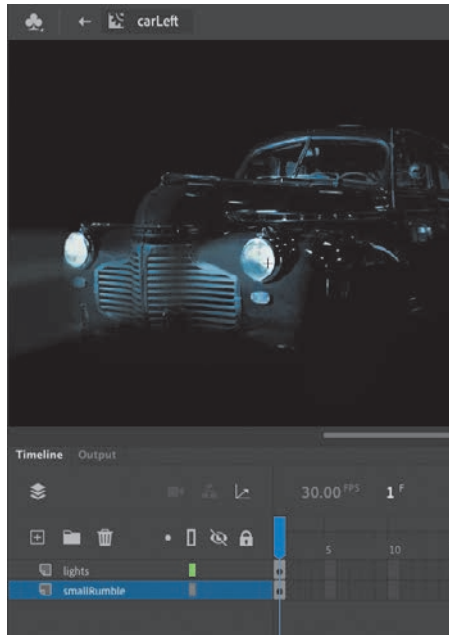 carLeft
Timeline Output
30.00 FPS 1 F
5 10
lights
smallRumble